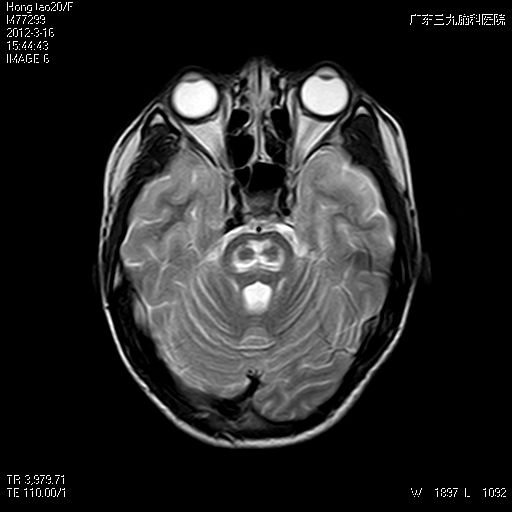 Hong tao20/F
M77299
2012-3-16
15:44:43
IMAGE 6
广东三九脑科医院
TR 3,979.71
TE 110.00/1
W 1897 L 1092